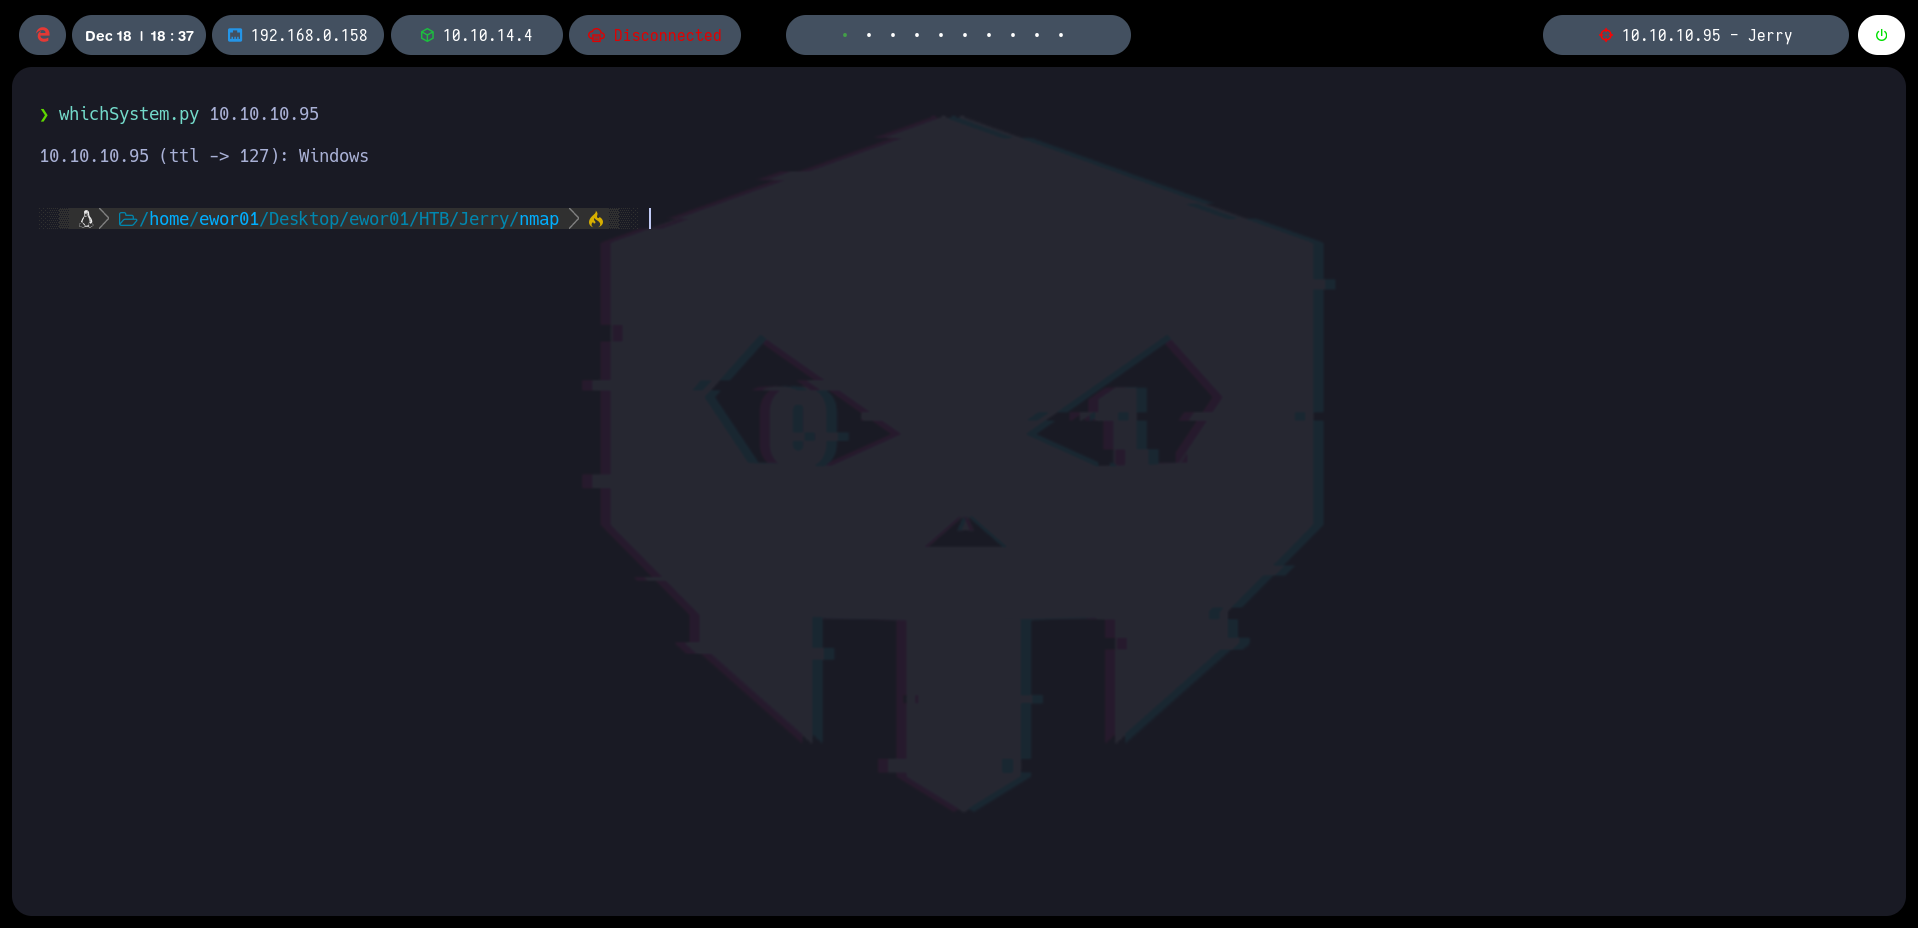 Dec 18 | 18 : 37 192.168.0.158 10.10.14.4 Disconnected 10.10.10.95 - Jerry
❯ whichSystem.py 10.10.10.95
10.10.10.95 (ttl -> 127): Windows
/home/ewor01/Desktop/ewor01/HTB/Jerry/nmap
0 1